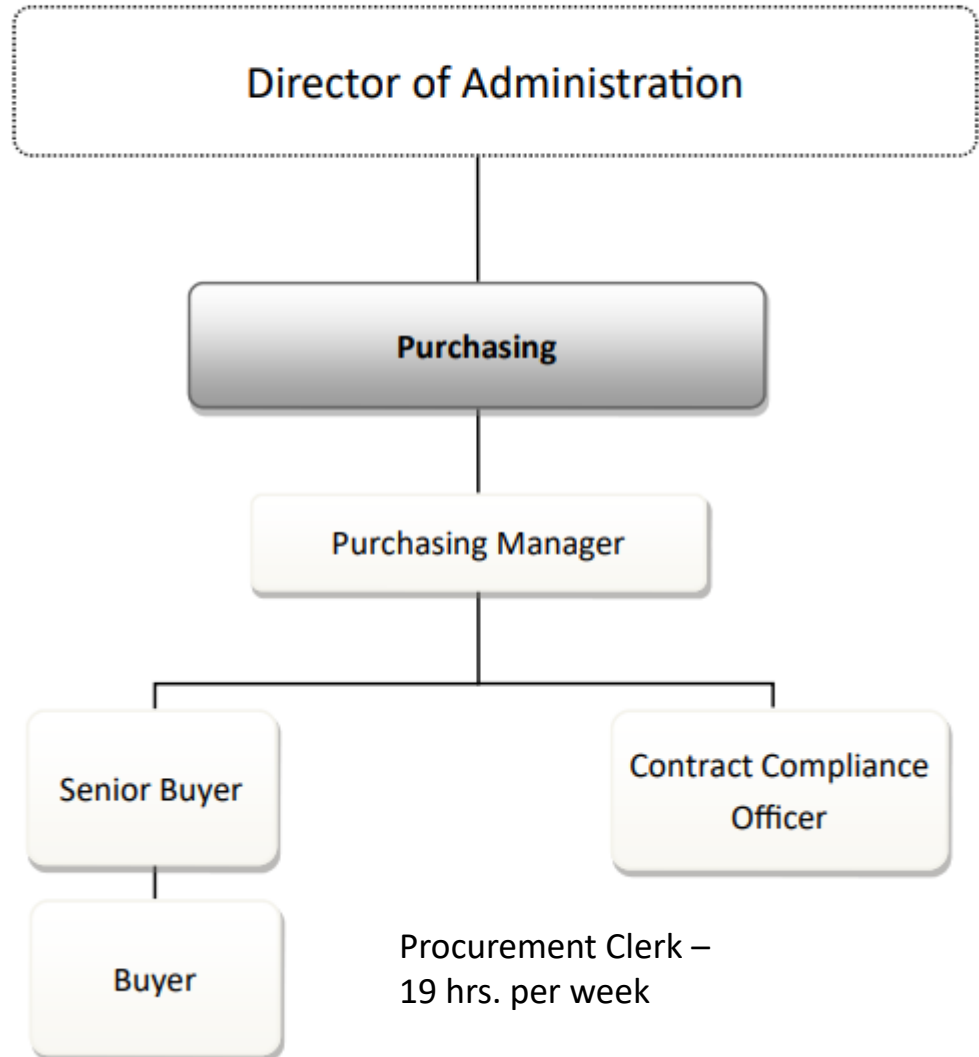 Director of Administration
Purchasing
Purchasing Manager
Senior Buyer
Contract Compliance
Officer
Buyer
Procurement Clerk –
19 hrs. per week